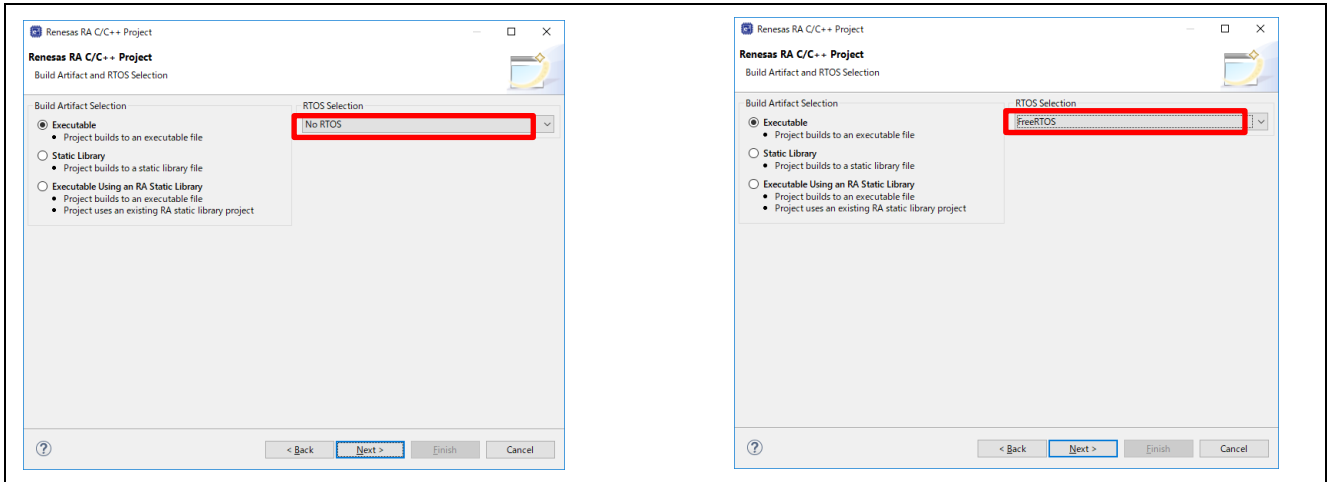 Renesas RA C/C++ Project
Renesas RA C/C++ Project
Build Artifact and RTOS Selection
Build Artifact Selection
Executable
• Project builds to an executable file
Static Library
• Project builds to a static library file
Executable Using an RA Static Library
• Project builds to an executable file
• Project uses an existing RA static library project
RTOS Selection
No RTOS
?
< Back
Next >
Finish
Cancel
Renesas RA C/C++ Project
Renesas RA C/C++ Project
Build Artifact and RTOS Selection
Build Artifact Selection
Executable
• Project builds to an executable file
Static Library
• Project builds to a static library file
Executable Using an RA Static Library
• Project builds to an executable file
• Project uses an existing RA static library project
RTOS Selection
FreeRTOS
?
< Back
Next >
Finish
Cancel